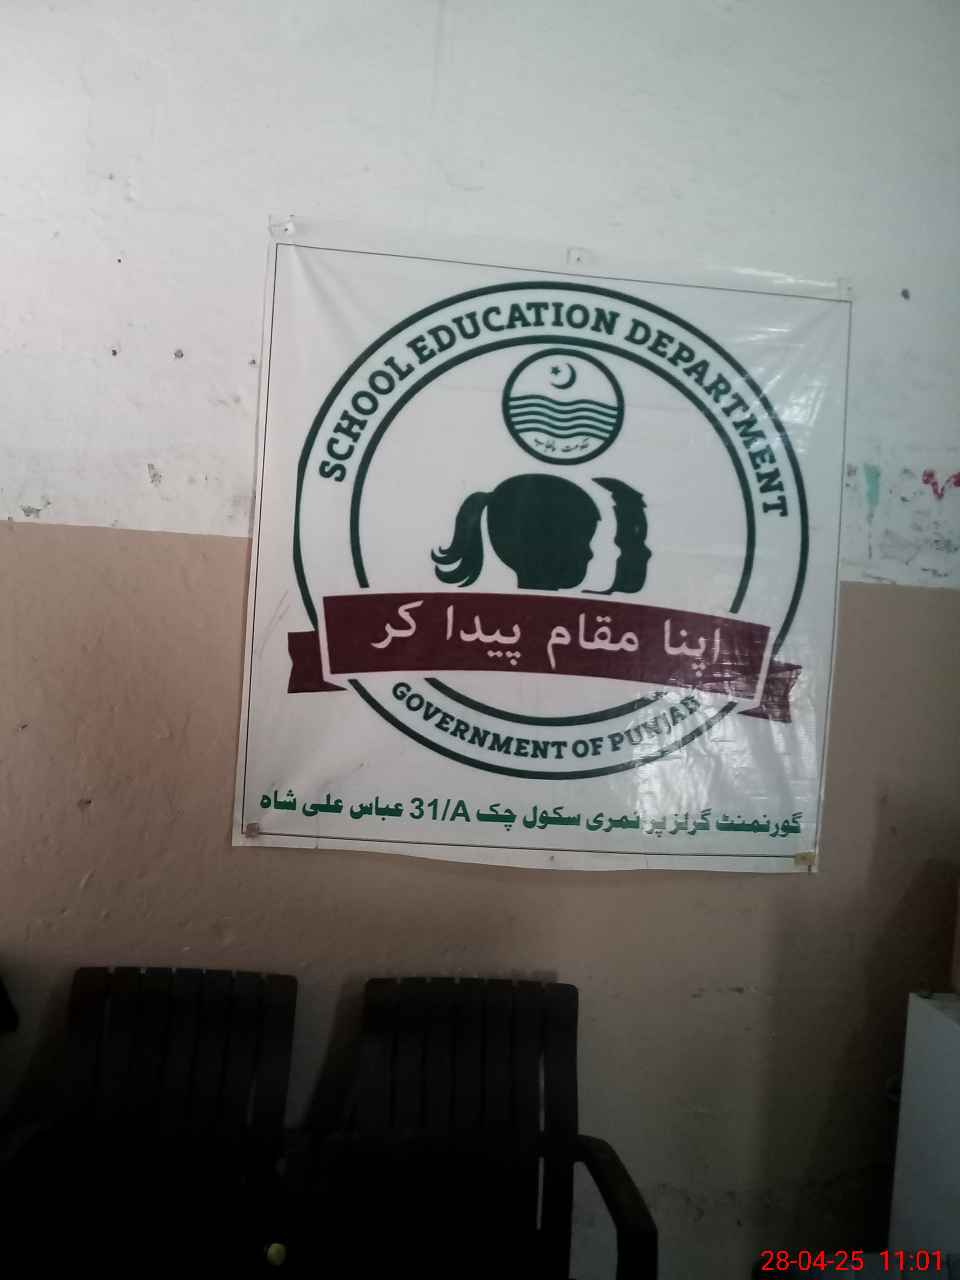 SCHOOL EDUCATION DEPARTMENT
حکومت پنجاب
اپنا مقام پیدا کر
GOVERNMENT OF PUNJAB
گورنمنٹ گرلز پرائمری سکول چک 31/A عباس علی شاہ
28-04-25 11:01